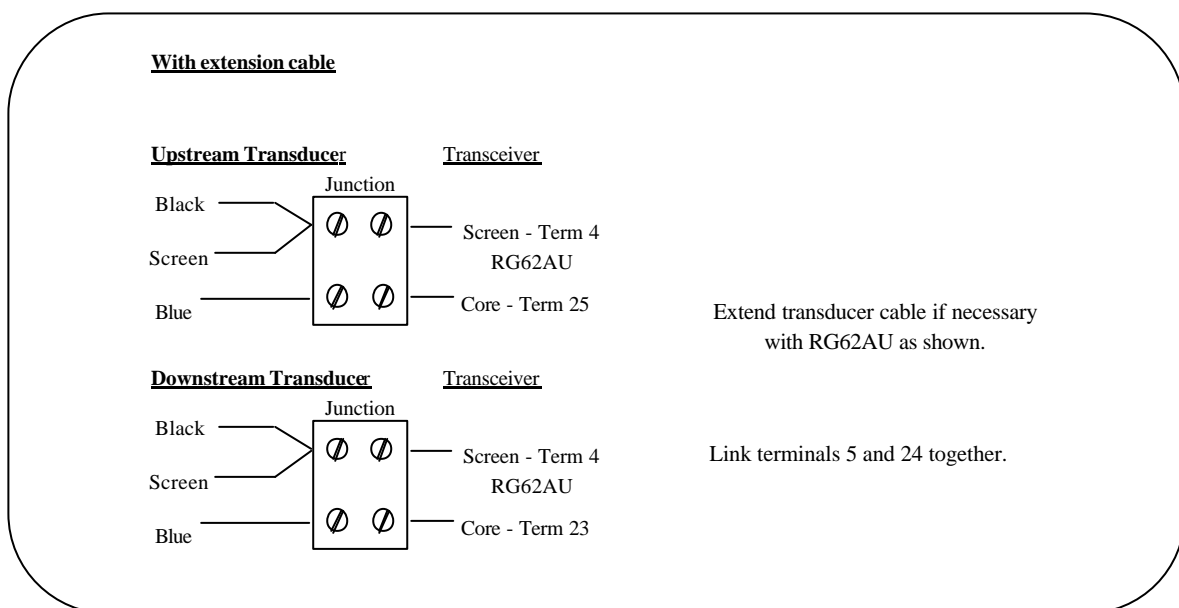 With extension cable
Upstream Transducer
Transceiver
Junction
Black
Screen - Term 4
Screen
RG62AU
Blue
Core - Term 25
Extend transducer cable if necessary
with RG62AU as shown.
Downstream Transducer
Transceiver
Junction
Black
Screen - Term 4
Screen
RG62AU
Blue
Core - Term 23
Link terminals 5 and 24 together.